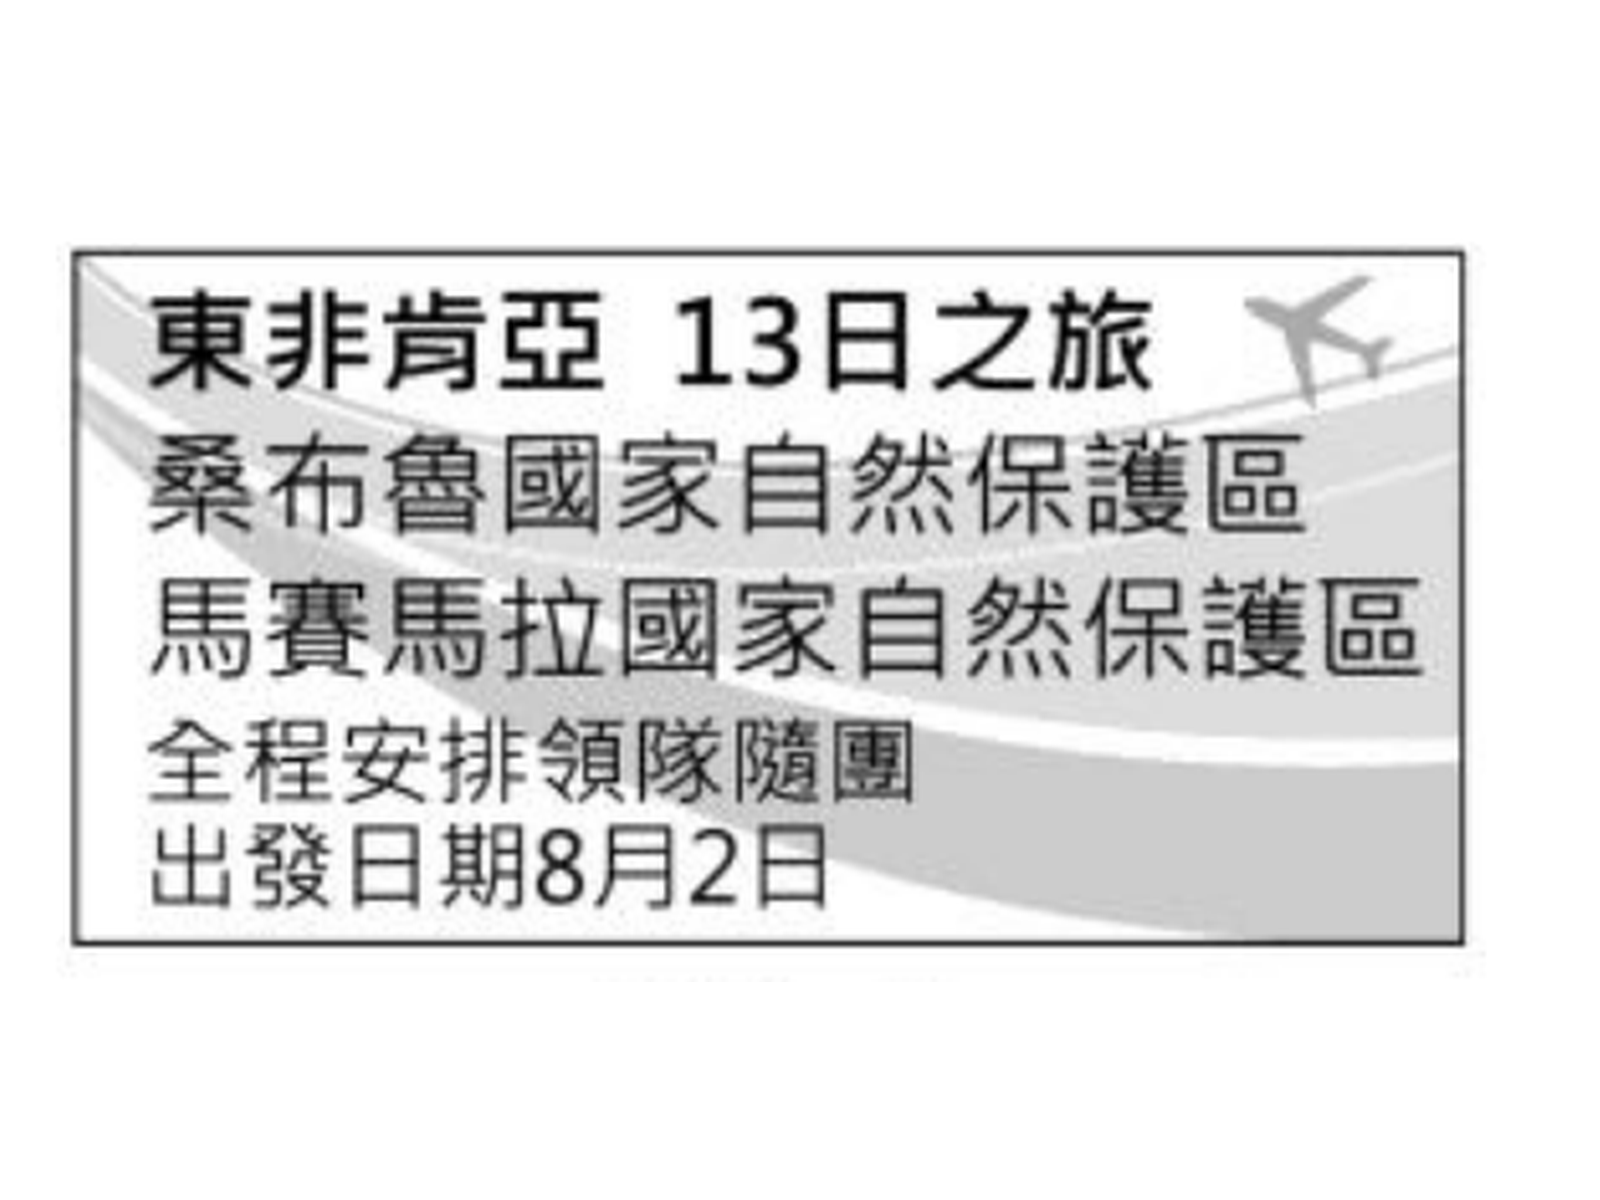 東非肯亞 13日之旅
桑布魯國家自然保護區
馬賽馬拉國家自然保護區
全程安排領隊隨團
出發日期8月2日